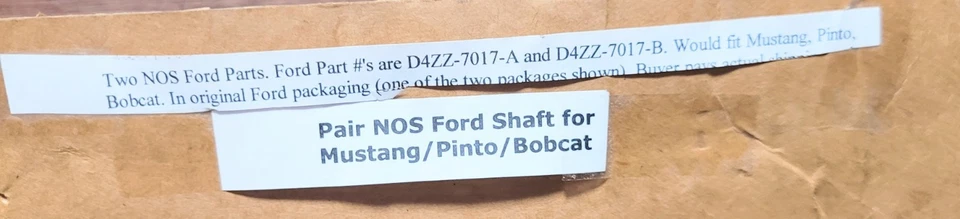 Two NOS Ford Parts. Ford Part #'s are D4ZZ-7017-A and D4ZZ-7017-B. Would fit Mustang, Pinto,
Bobcat. In original Ford packaging (one of the two packages shown). Buyer pays actual
Pair NOS Ford Shaft for
Mustang/Pinto/Bobcat